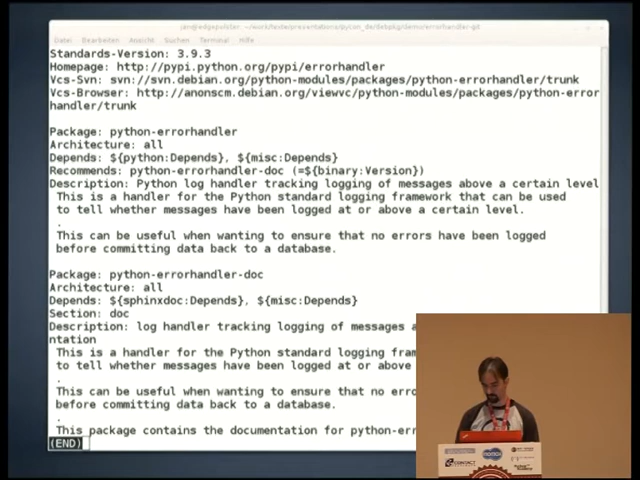 Datei Bearbeiten Ansicht Suchen Terminal Hilfe
Standards-Version: 3.9.3
Homepage: http://pypi.python.org/pypi/errorhandler
Vcs-Svn: svn://svn.debian.org/python-modules/packages/python-errorhandler/trunk
Vcs-Browser: http://anonscm.debian.org/viewvc/python-modules/packages/python-error
handler/trunk
Package: python-errorhandler
Architecture: all
Depends: ${python:Depends}, ${misc:Depends}
Recommends: python-errorhandler-doc (=${binary:Version})
Description: Python log handler tracking logging of messages above a certain level
This is a handler for the Python standard logging framework that can be used
to tell whether messages have been logged at or above a certain level.
.
This can be useful when wanting to ensure that no errors have been logged
before committing data back to a database.
Package: python-errorhandler-doc
Architecture: all
Depends: ${sphinxdoc:Depends}, ${misc:Depends}
Section: doc
Description: log handler tracking logging of messages a
ntation
This is a handler for the Python standard logging fram
to tell whether messages have been logged at or above
.
This can be useful when wanting to ensure that no erro
before committing data back to a database.
.
This package contains the documentation for python-err
(END)